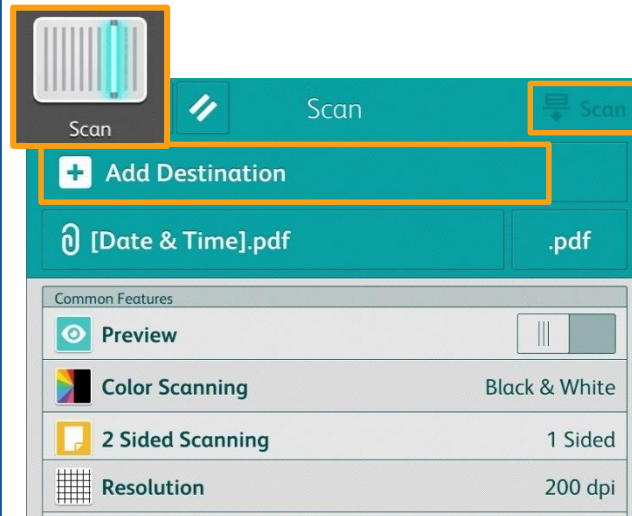 Scan
Scan
Scan
Add Destination
[Date & Time].pdf
.pdf
Common Features
Preview
Color Scanning
Black & White
2 Sided Scanning
1 Sided
Resolution
200 dpi